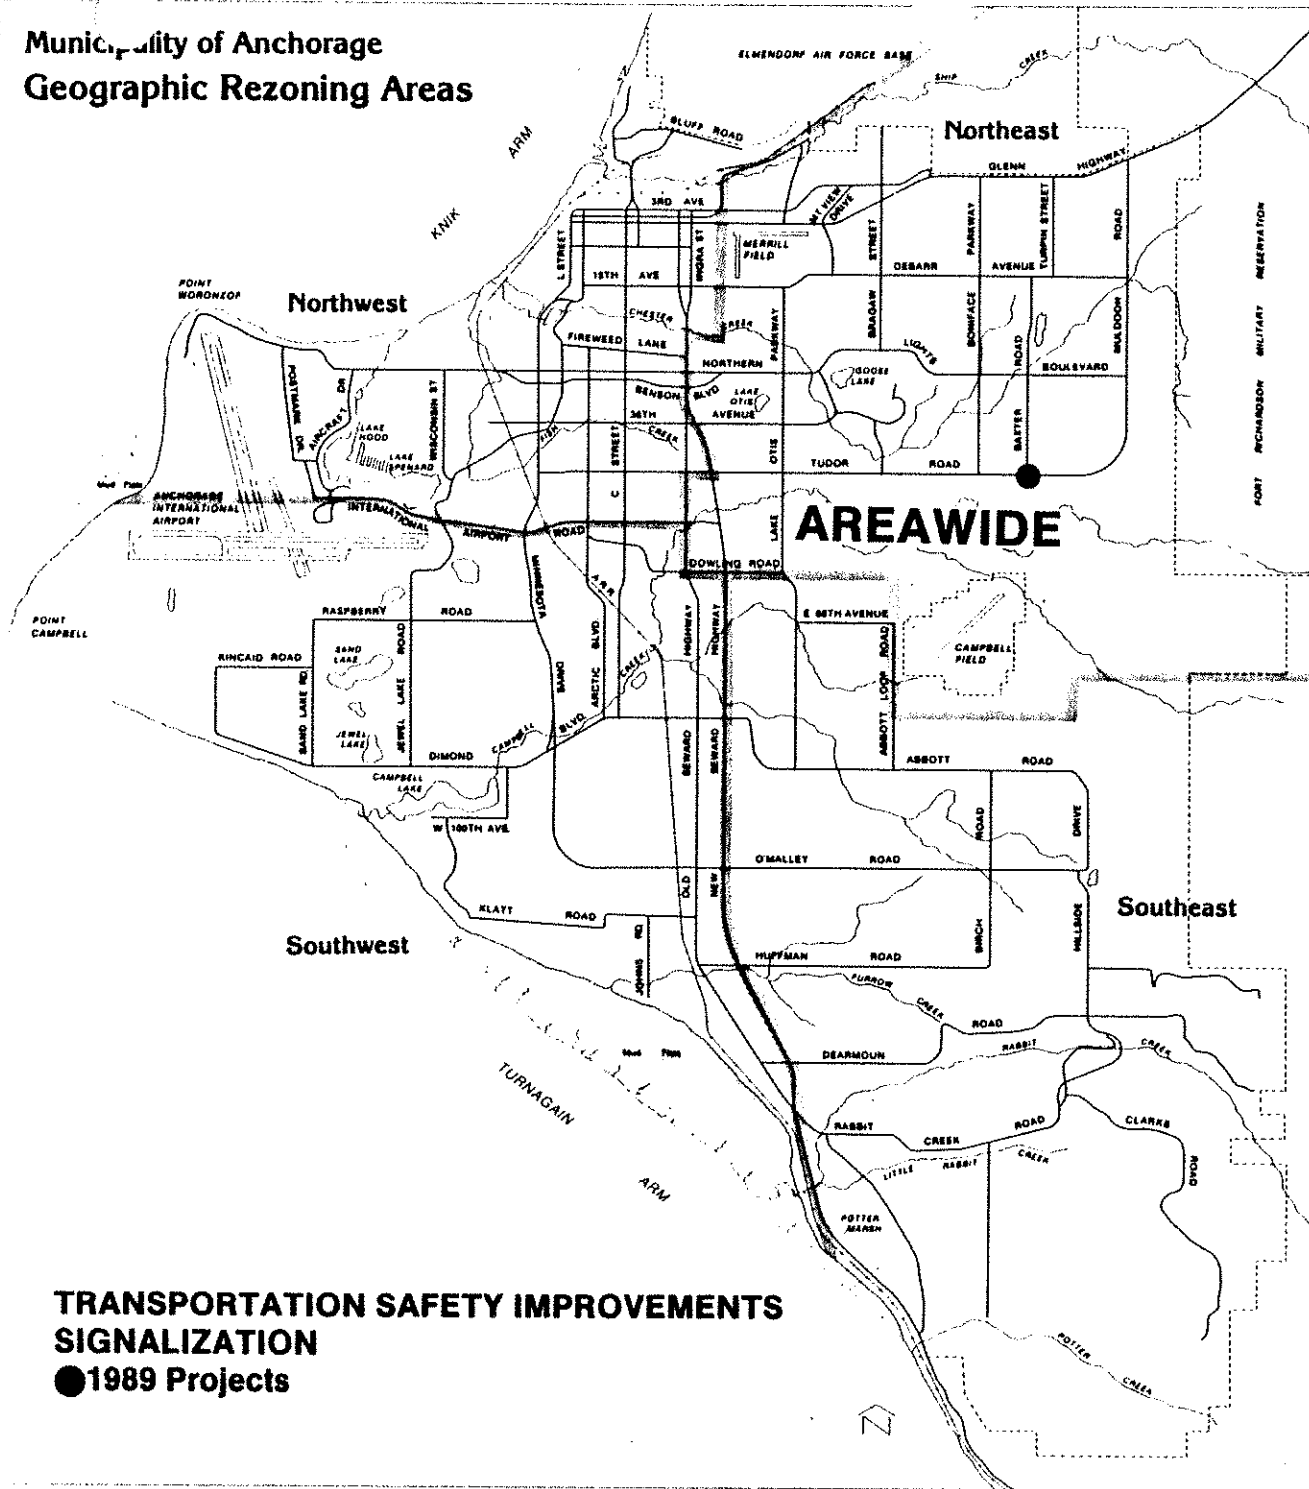 Municipality of Anchorage
Geographic Rezoning Areas
ELMENDORF AIR FORCE BASE
SHIP
CREEK
BLUFF ROAD
Northeast
ARM
KNIK
GLENN
HIGHWAY
3RD AVE
MT VIEW
DRIVE
L STREET
INGRA ST
MERRILL
FIELD
STREET
PARKWAY
TURPIN STREET
ROAD
15TH AVE
DEBARR
AVENUE
FORT RICHARDSON MILITARY RESERVATION
POINT
WORONZOF
Northwest
CHESTER
CREEK
PARKWAY
BRAGAW
BONIFACE
MULDOON
FIREWEED LANE
NORTHERN
LIGHTS
BOULEVARD
ROAD
BENSON BLVD
LAKE
OTIS
GOOSE
LAKE
POSTMARK DR.
AIRCRAFT DR
WISCONSIN ST
36TH
AVENUE
LAKE
HOOD
LAKE
SPENARD
FISH
CREEK
STREET
C
OTIS
BAXTER
TUDOR
ROAD
Mud Flats
ANCHORAGE
INTERNATIONAL
AIRPORT
INTERNATIONAL
AIRPORT
ROAD
LAKE
AREAWIDE
DOWLING ROAD
MINNESOTA
ARR
POINT
CAMPBELL
RASPBERRY
ROAD
E 68TH AVENUE
HIGHWAY
HIGHWAY
ARCTIC BLVD
ABBOTT LOOP ROAD
CAMPBELL
FIELD
KINCAID ROAD
SAND
LAKE
SAND LAKE RD
JEWEL LAKE ROAD
DRIVE
CREEK
JEWEL
LAKE
DIMOND
CAMPBELL
BLVD
SEWARD
SEWARD
ABBOTT
ROAD
CAMPBELL
LAKE
W 100TH AVE
ROAD
DRIVE
O'MALLEY
ROAD
OLD
NEW
KLATT
ROAD
Southeast
Southwest
JOHNS RD.
BIRCH
HILLSIDE
HUFFMAN
ROAD
FURROW
CREEK
ROAD
Mud Flats
DEARMOUN
RABBIT
CREEK
TURNAGAIN
ARM
RABBIT
CREEK
ROAD
CLARKS
ROAD
LITTLE RABBIT CREEK
POTTER
MARSH
TRANSPORTATION SAFETY IMPROVEMENTS
SIGNALIZATION
1989 Projects
POTTER
CREEK